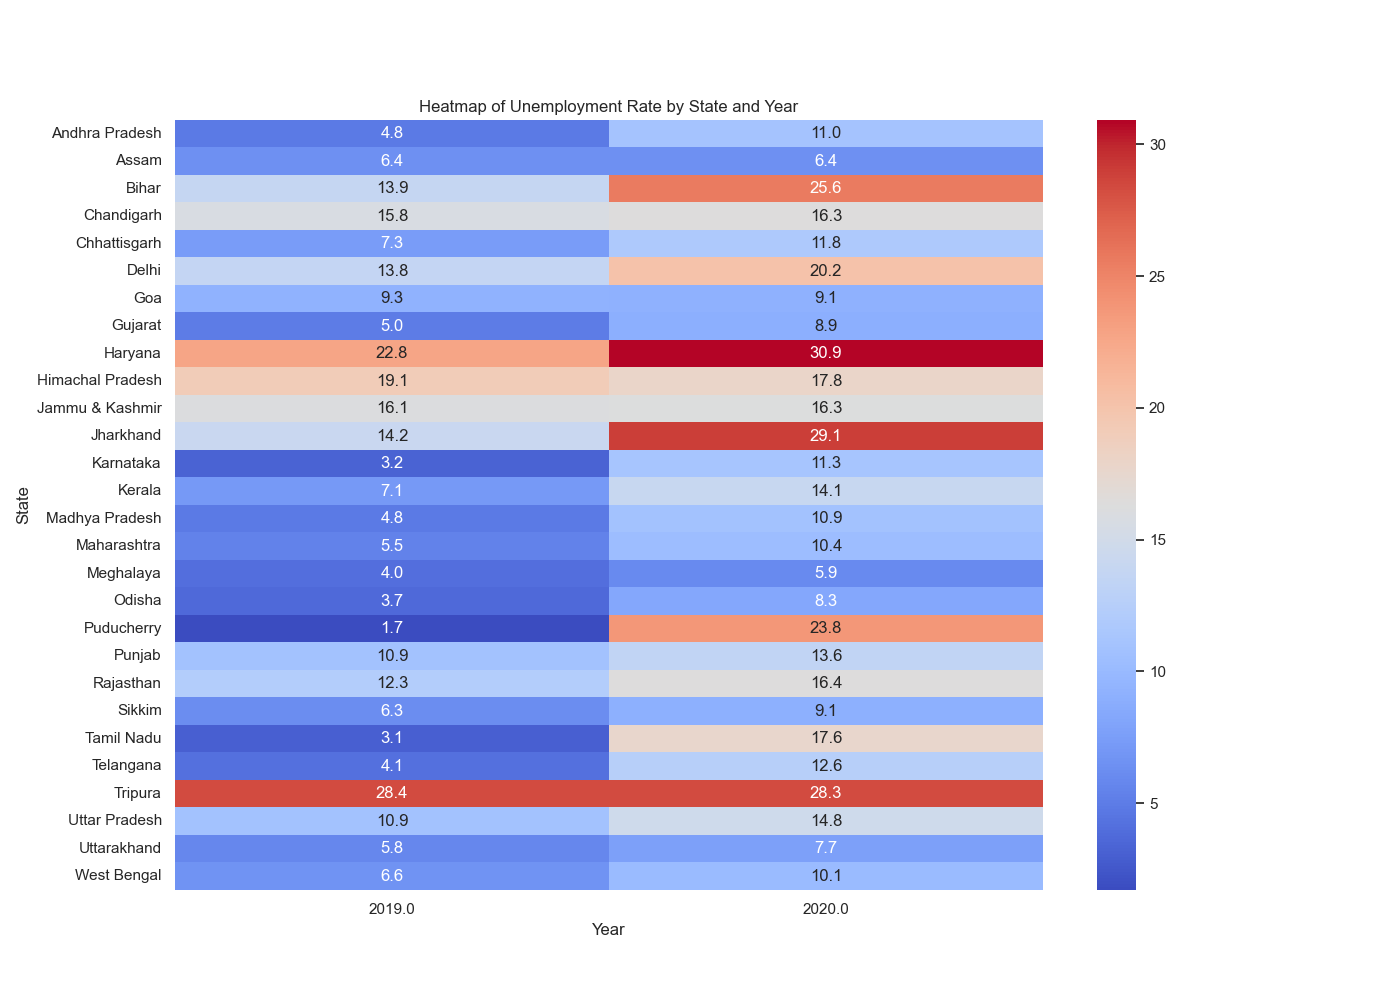 Heatmap of Unemployment Rate by State and Year
Andhra Pradesh 4.8 11.0
Assam 6.4 6.4
Bihar 13.9 25.6
Chandigarh 15.8 16.3
Chhattisgarh 7.3 11.8
Delhi 13.8 20.2
Goa 9.3 9.1
Gujarat 5.0 8.9
Haryana 22.8 30.9
Himachal Pradesh 19.1 17.8
Jammu & Kashmir 16.1 16.3
Jharkhand 14.2 29.1
Karnataka 3.2 11.3
Kerala 7.1 14.1
Madhya Pradesh 4.8 10.9
Maharashtra 5.5 10.4
Meghalaya 4.0 5.9
Odisha 3.7 8.3
Puducherry 1.7 23.8
Punjab 10.9 13.6
Rajasthan 12.3 16.4
Sikkim 6.3 9.1
Tamil Nadu 3.1 17.6
Telangana 4.1 12.6
Tripura 28.4 28.3
Uttar Pradesh 10.9 14.8
Uttarakhand 5.8 7.7
West Bengal 6.6 10.1
2019.0 2020.0
Year
State
30
25
20
15
10
5